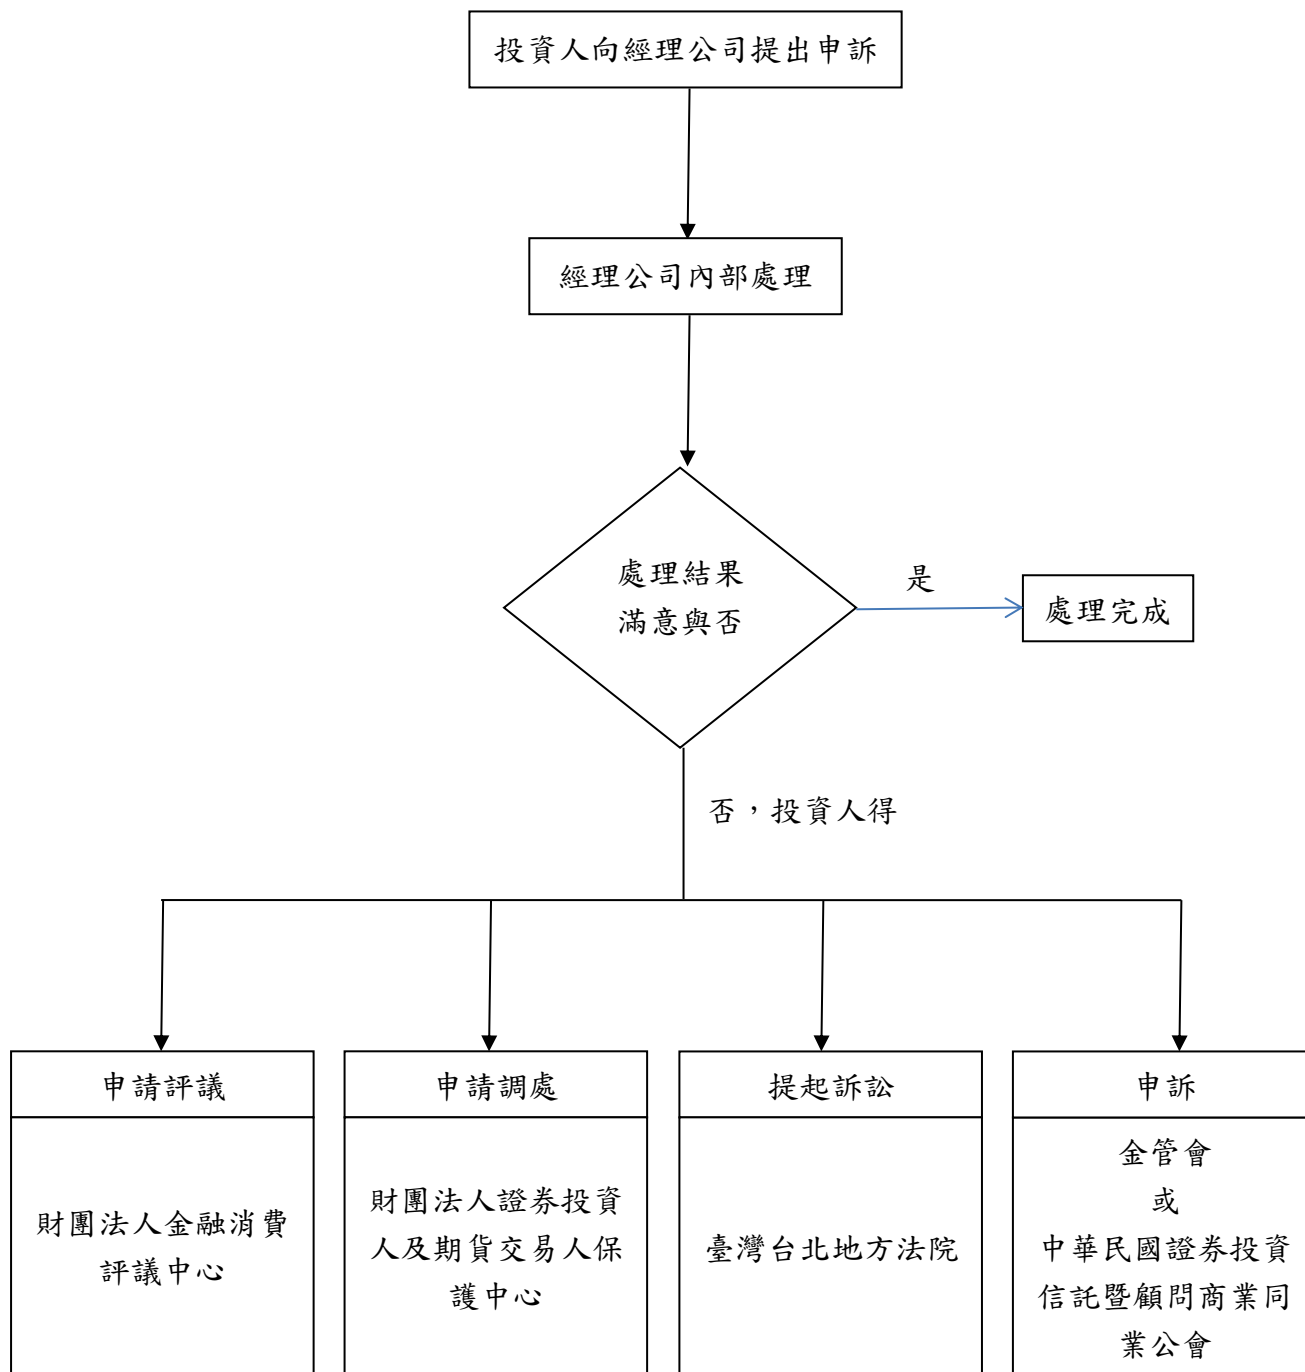 投資人向經理公司提出申訴
經理公司內部處理
處理結果
滿意與否
是
處理完成
否，投資人得
申請評議
財團法人金融消費
評議中心
申請調處
財團法人證券投資
人及期貨交易人保
護中心
提起訴訟
臺灣台北地方法院
申訴
金管會
或
中華民國證券投資
信託暨顧問商業同
業公會